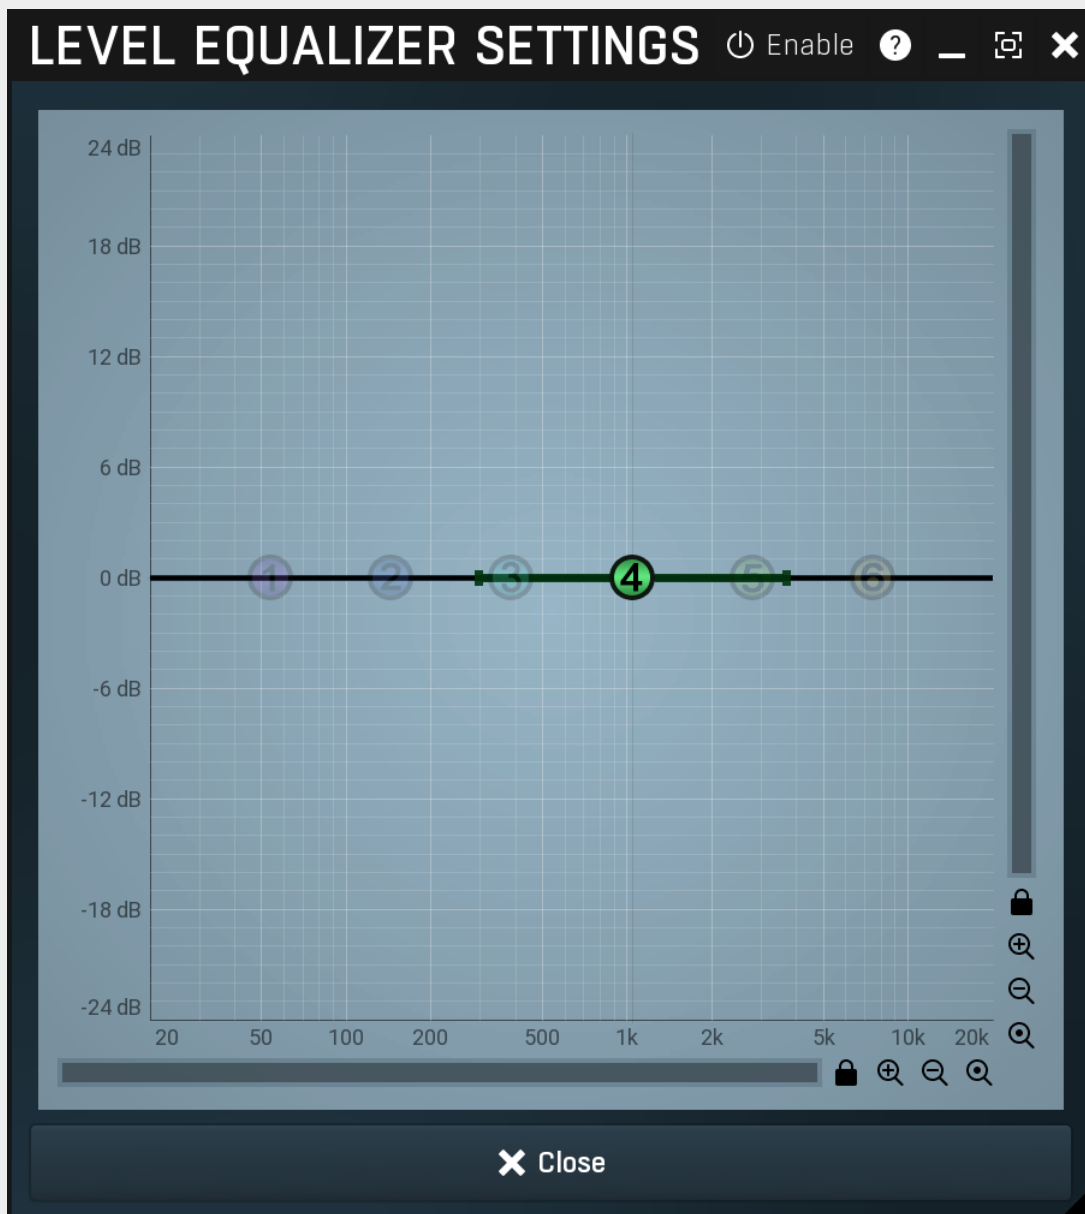 LEVEL EQUALIZER SETTINGS Enable ?
24 dB
18 dB
12 dB
6 dB
0 dB 1 2 3 4 5 6
-6 dB
-12 dB
-18 dB
-24 dB
20 50 100 200 500 1k 2k 5k 10k 20k
Close